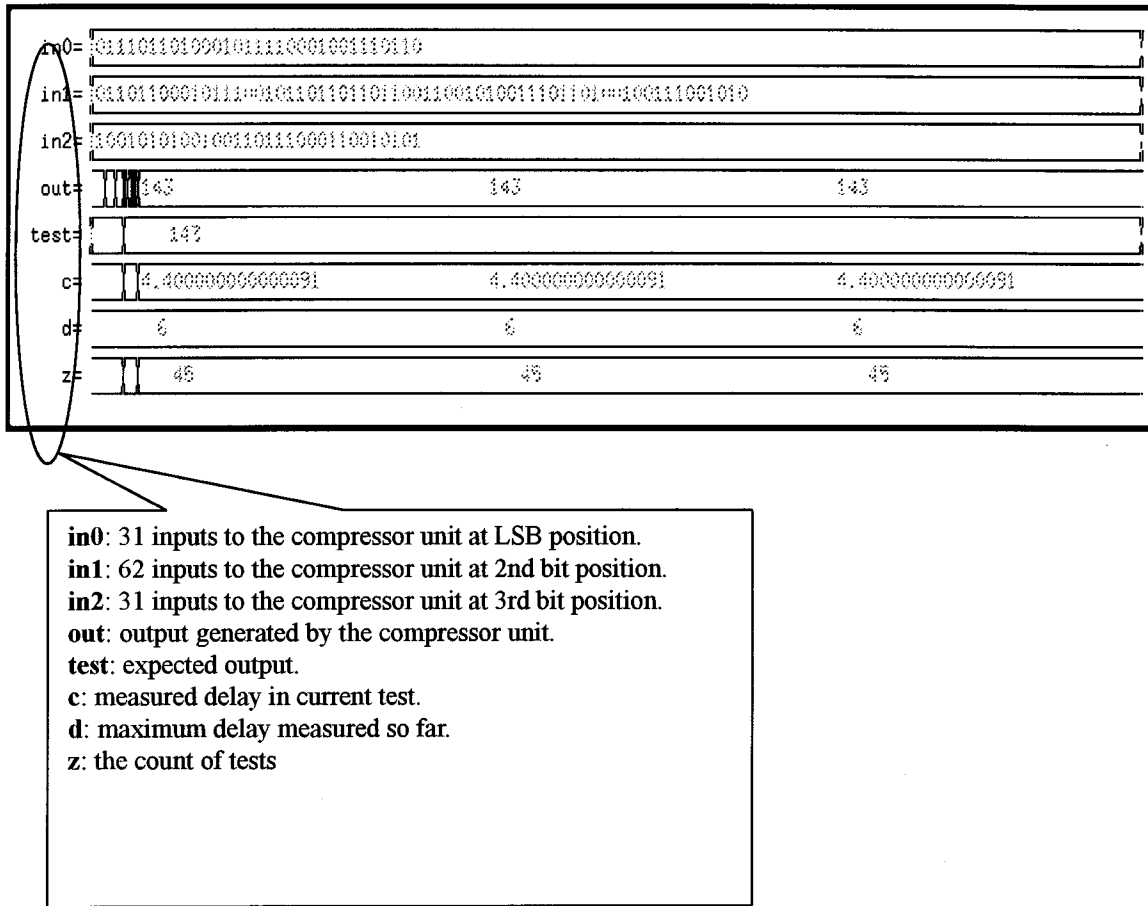 in0= 0111011010001011111000100111 0110
in1=
in2=
out= 143 143 143
test= 143
c= 4.400000000000091 4.400000000000091 4.400000000000091
d= 6 6 6
z= 45 45 45
in0: 31 inputs to the compressor unit at LSB position.
in1: 62 inputs to the compressor unit at 2nd bit position.
in2: 31 inputs to the compressor unit at 3rd bit position.
out: output generated by the compressor unit.
test: expected output.
c: measured delay in current test.
d: maximum delay measured so far.
z: the count of tests